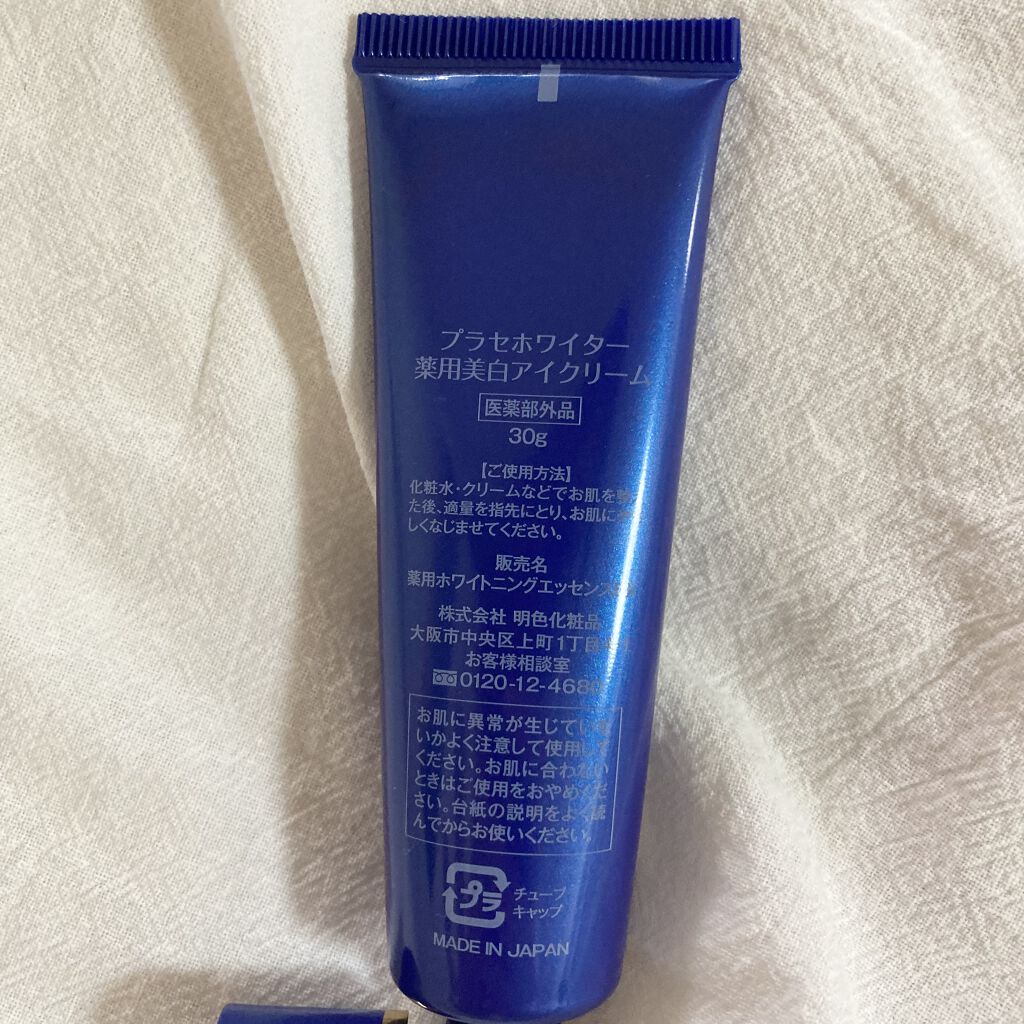 プラセホワイター
薬用美白アイクリーム
医薬部外品
30g
【ご使用方法】
化粧水・クリームなどでお肌を整え
た後、適量を指先にとり、お肌にや
しくなじませてください。
販売名
薬用ホワイトニングエッセンス
株式会社 明色化粧品
大阪市中央区上町1丁目
お客様相談室
0120-12-4680
お肌に異常が生じていな
いかよく注意して使用して
ください。お肌に合わない
ときはご使用をおやめくだ
さい。台紙の説明をよく読
んでからお使いください。
プラ
チューブ
キャップ
MADE IN JAPAN